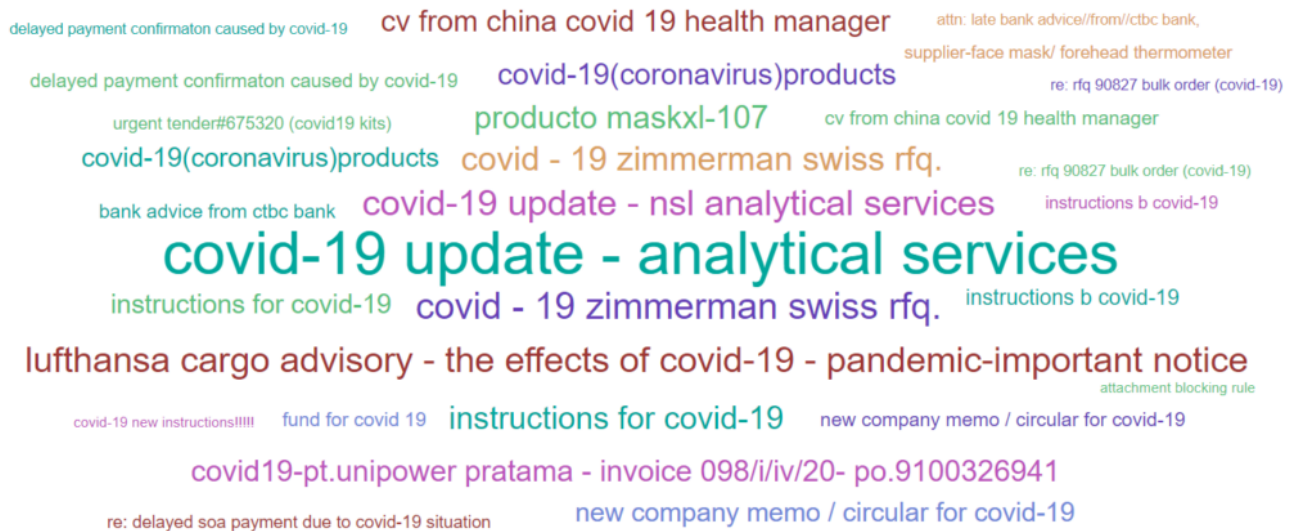 delayed payment confirmaton caused by covid-19
cv from china covid 19 health manager
attn: late bank advice//from//ctbc bank,
supplier-face mask/ forehead thermometer
delayed payment confirmaton caused by covid-19
covid-19(coronavirus)products
re: rfq 90827 bulk order (covid-19)
urgent tender#675320 (covid19 kits)
producto maskxl-107
cv from china covid 19 health manager
covid-19(coronavirus)products
covid - 19 zimmerman swiss rfq.
re: rfq 90827 bulk order (covid-19)
bank advice from ctbc bank
covid-19 update - nsl analytical services
instructions b covid-19
covid-19 update - analytical services
instructions for covid-19
covid - 19 zimmerman swiss rfq.
instructions b covid-19
lufthansa cargo advisory - the effects of covid-19 - pandemic-important notice
attachment blocking rule
covid-19 new instructions!!!!!
fund for covid 19
instructions for covid-19
new company memo / circular for covid-19
covid19-pt.unipower pratama - invoice 098/i/iv/20- po.9100326941
re: delayed soa payment due to covid-19 situation
new company memo / circular for covid-19